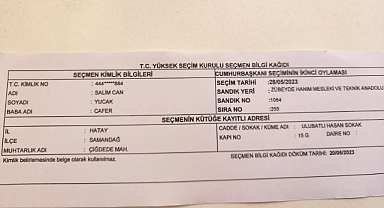 T.C. YÜKSEK SEÇİM KURULU SEÇMEN BİLGİ KAĞIDI
SEÇMEN KİMLİK BİLGİLERİ
T.C. KİMLİK NO : 444******884
ADI : SALİM CAN
SOYADI : YUCAK
BABA ADI : CAFER
CUMHURBAŞKANI SEÇİMİNİN İKİNCİ OYLAMASI
SEÇİM TARİHİ : 28/05/2023
SANDIK YERİ : ZÜBEYDE HANIM MESLEKİ VE TEKNİK ANADOLU
SANDIK NO : 1064
SIRA NO : 255
SEÇMENİN KÜTÜĞE KAYITLI ADRESİ
İL : HATAY
İLÇE : SAMANDAĞ
MUHTARLIK ADI : ÇİĞDEDE MAH.
CADDE / SOKAK / KÜME ADI : ULUBATLI HASAN SOKAK
KAPI NO : 15 G DAİRE NO :
Kimlik belirlemesinde belge olarak kullanılmaz.
SEÇMEN BİLGİ KAĞIDI DÖKÜM TARİHİ: 20/05/2023